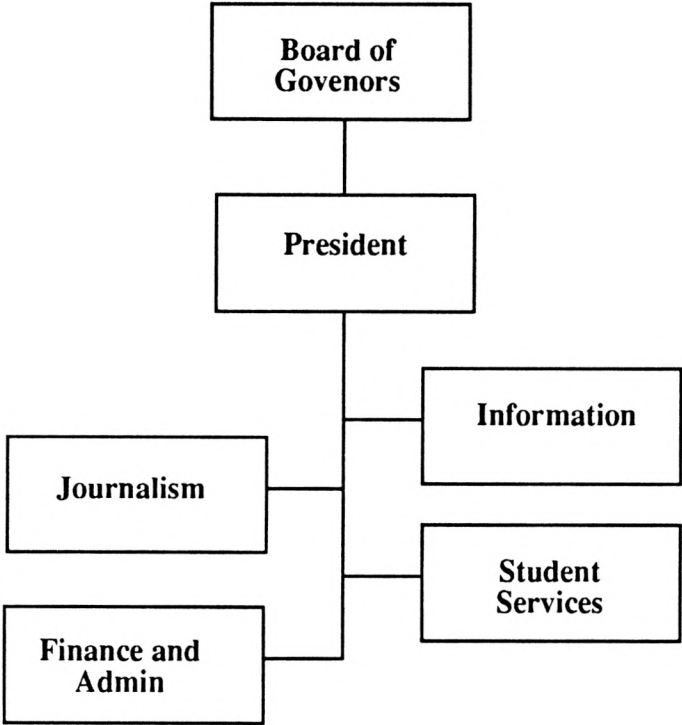 Board of
Govenors
President
Information
Journalism
Student
Services
Finance and
Admin